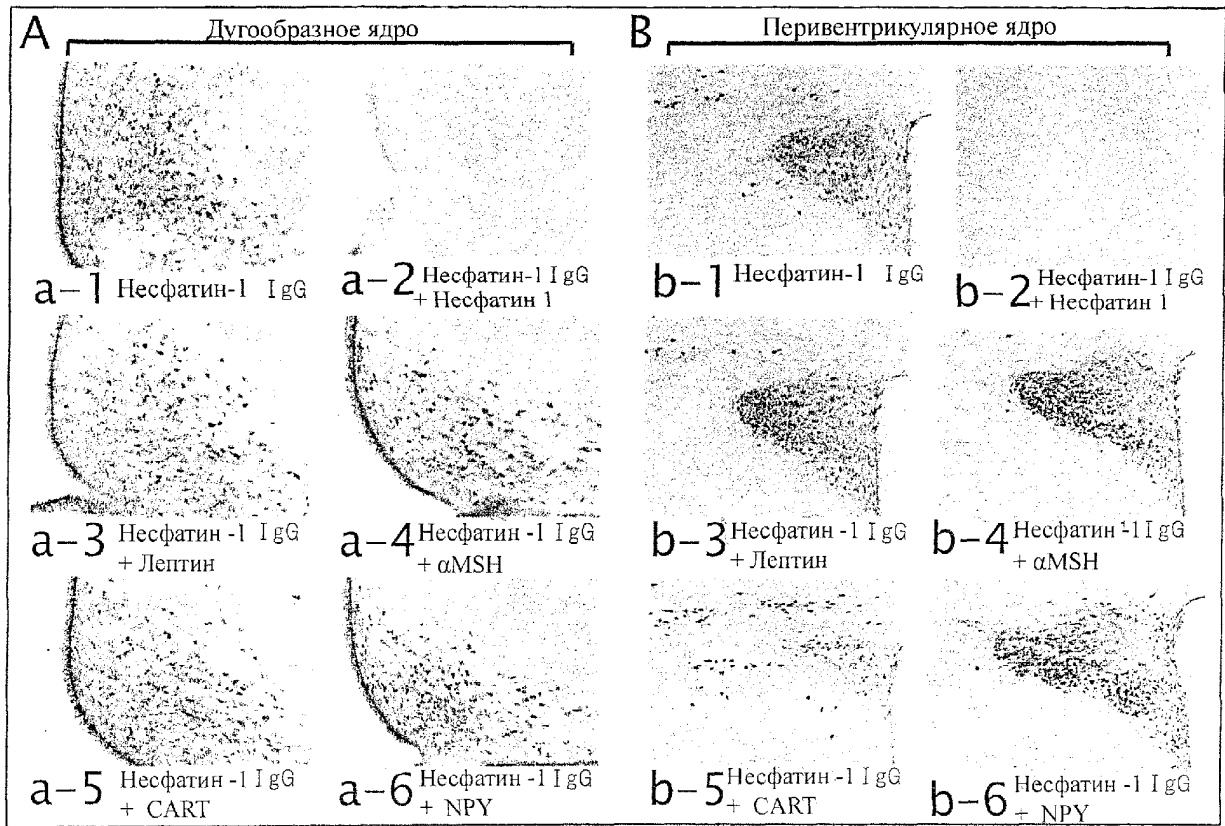 A Дугообразное ядро
B Перивентрикулярное ядро
a-1 Несфатин-1 IgG
a-2 Несфатин-1 IgG
+ Несфатин 1
b-1 Несфатин-1 IgG
b-2 Несфатин-1 IgG
+ Несфатин 1
a-3 Несфатин -1 IgG
+ Лептин
a-4 Несфатин -1 IgG
+ αMSH
b-3 Несфатин -1 IgG
+ Лептин
b-4 Несфатин -1 IgG
+ αMSH
a-5 Несфатин -1 IgG
+ CART
a-6 Несфатин -1 IgG
+ NPY
b-5 Несфатин -1 IgG
+ CART
b-6 Несфатин -1 IgG
+ NPY